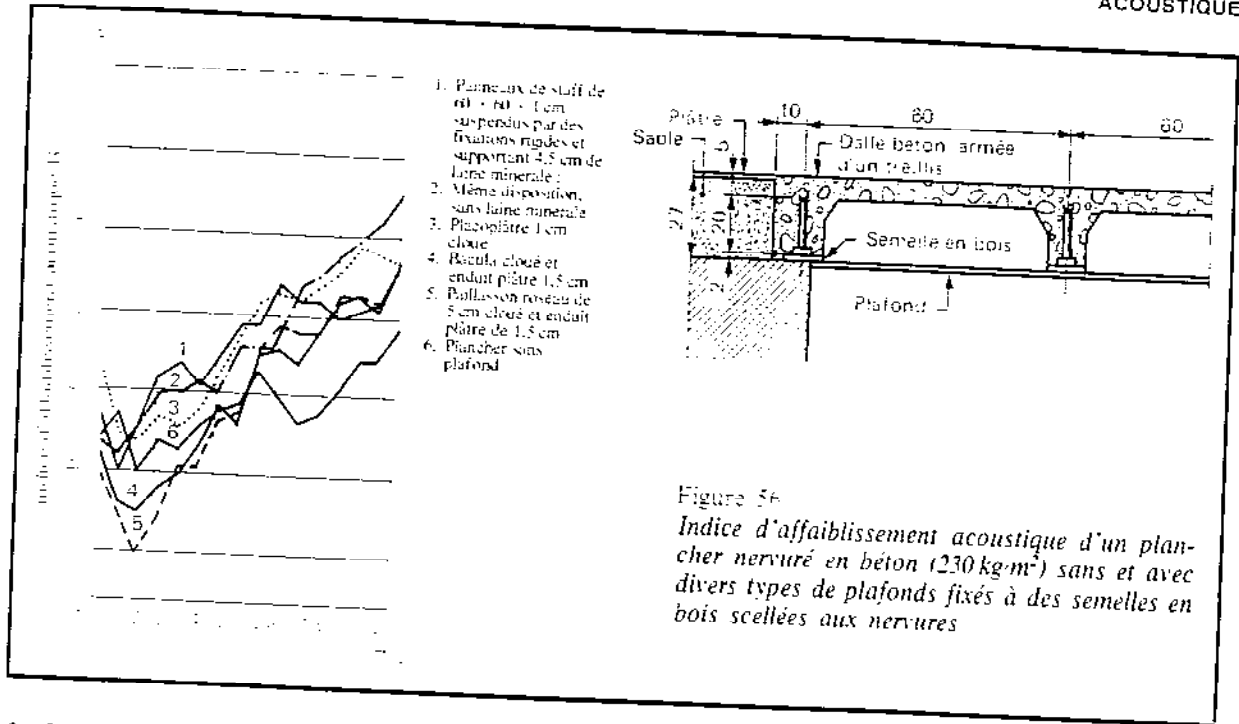 ACOUSTIQUE
1. Panneaux de staff de
60 × 60 × 1 cm
suspendus par des
fixations rigides et
supportant 4.5 cm de
laine minerale ;
2. Même disposition,
sans laine minerale
3. Placoplâtre 1 cm
cloué
4. Bacula cloué et
enduit plâtre 1,5 cm
5. Paillasson roseau de
5 cm cloué et enduit
plâtre de 1.5 cm
6. Plancher sans
plafond
1
2
3
6
4
5
Plâtre
10
60
60
Sable
5
Dalle béton armée
d'un treillis
27
20
2
Semelle en bois
Plafond
Figure 56
Indice d'affaiblissement acoustique d'un plan-
cher nervuré en béton (230 kg/m²) sans et avec
divers types de plafonds fixés à des semelles en
bois scellées aux nervures